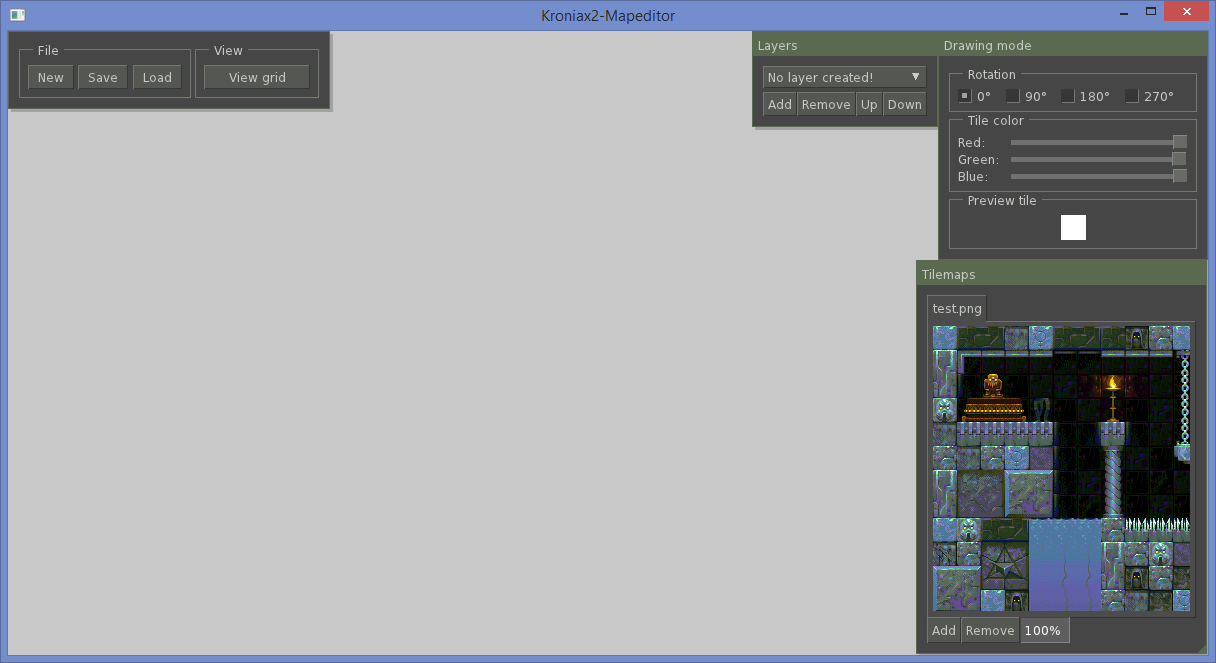 Kroniax2-Mapeditor
File
New
Save
Load
View
View grid
Layers
No layer created!
Add
Remove
Up
Down
Drawing mode
Rotation
0°
90°
180°
270°
Tile color
Red:
Green:
Blue:
Preview tile
Tilemaps
test.png
Add
Remove
100%